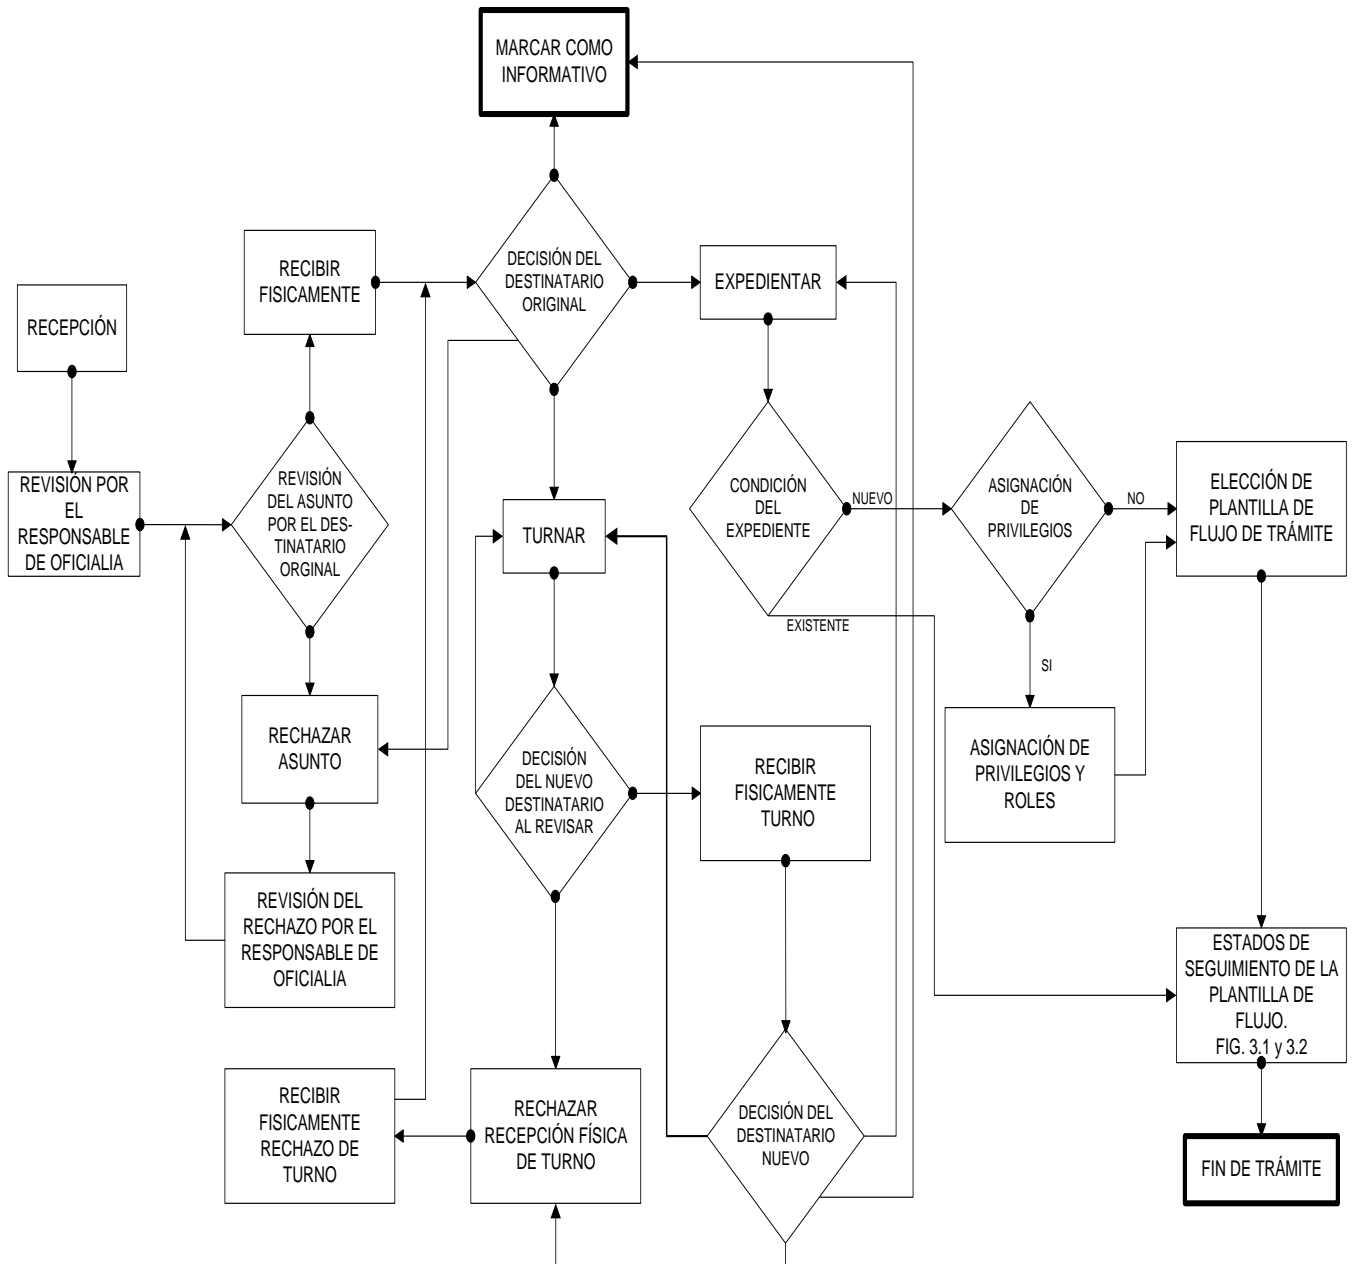 MARCAR COMO
INFORMATIVO
RECIBIR
FISICAMENTE
DECISIÓN DEL
DESTINATARIO
ORIGINAL
EXPEDIENTAR
RECEPCIÓN
REVISIÓN POR
EL
RESPONSABLE
DE OFICIALIA
REVISIÓN
DEL ASUNTO
POR EL DES-
TINATARIO
ORGINAL
TURNAR
CONDICIÓN
DEL
EXPEDIENTE
NUEVO
EXISTENTE
ASIGNACIÓN
DE
PRIVILEGIOS
NO
SI
ELECCIÓN DE
PLANTILLA DE
FLUJO DE TRÁMITE
RECHAZAR
ASUNTO
DECISIÓN
DEL NUEVO
DESTINATARIO
AL REVISAR
RECIBIR
FISICAMENTE
TURNO
ASIGNACIÓN DE
PRIVILEGIOS Y
ROLES
REVISIÓN DEL
RECHAZO POR EL
RESPONSABLE DE
OFICIALIA
ESTADOS DE
SEGUIMIENTO DE LA
PLANTILLA DE
FLUJO.
FIG. 3.1 y 3.2
RECIBIR
FISICAMENTE
RECHAZO DE
TURNO
RECHAZAR
RECEPCIÓN FÍSICA
DE TURNO
DECISIÓN DEL
DESTINATARIO
NUEVO
FIN DE TRÁMITE